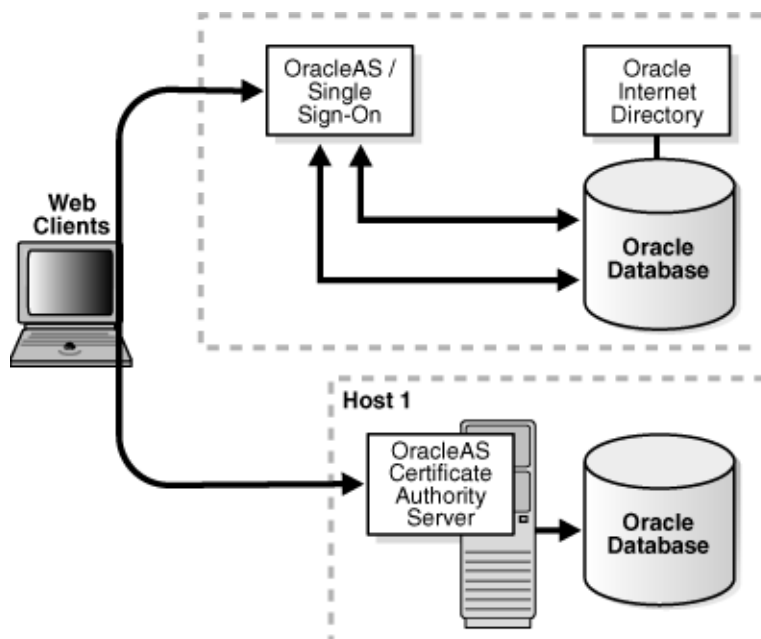 OracleAS /
Single
Sign-On
Oracle
Internet
Directory
Web
Clients
Oracle
Database
Host 1
OracleAS
Certificate
Authority
Server
Oracle
Database